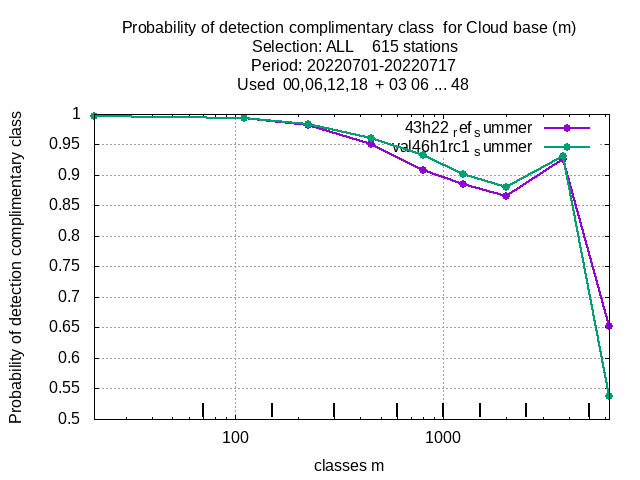 Probability of detection complimentary class for Cloud base (m)
Selection: ALL 615 stations
Period: 20220701-20220717
Used 00,06,12,18 + 03 06 ... 48
Probability of detection complimentary class
1
0.95
0.9
0.85
0.8
0.75
0.7
0.65
0.6
0.55
0.5
43h22 ref summer
val46h1rc1 summer
100
1000
classes m